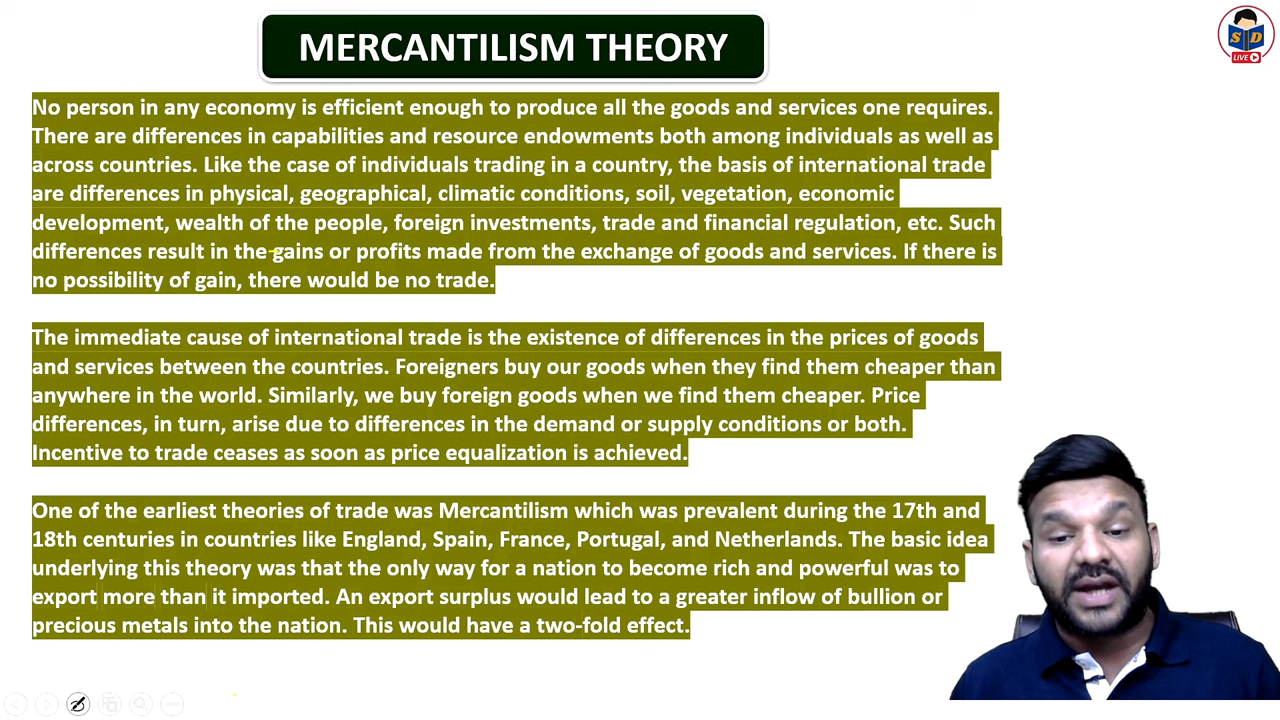 MERCANTILISM THEORY
S D
LIVE
No person in any economy is efficient enough to produce all the goods and services one requires.
There are differences in capabilities and resource endowments both among individuals as well as
across countries. Like the case of individuals trading in a country, the basis of international trade
are differences in physical, geographical, climatic conditions, soil, vegetation, economic
development, wealth of the people, foreign investments, trade and financial regulation, etc. Such
differences result in the gains or profits made from the exchange of goods and services. If there is
no possibility of gain, there would be no trade.
The immediate cause of international trade is the existence of differences in the prices of goods
and services between the countries. Foreigners buy our goods when they find them cheaper than
anywhere in the world. Similarly, we buy foreign goods when we find them cheaper. Price
differences, in turn, arise due to differences in the demand or supply conditions or both.
Incentive to trade ceases as soon as price equalization is achieved.
One of the earliest theories of trade was Mercantilism which was prevalent during the 17th and
18th centuries in countries like England, Spain, France, Portugal, and Netherlands. The basic idea
underlying this theory was that the only way for a nation to become rich and powerful was to
export more than it imported. An export surplus would lead to a greater inflow of bullion or
precious metals into the nation. This would have a two-fold effect.